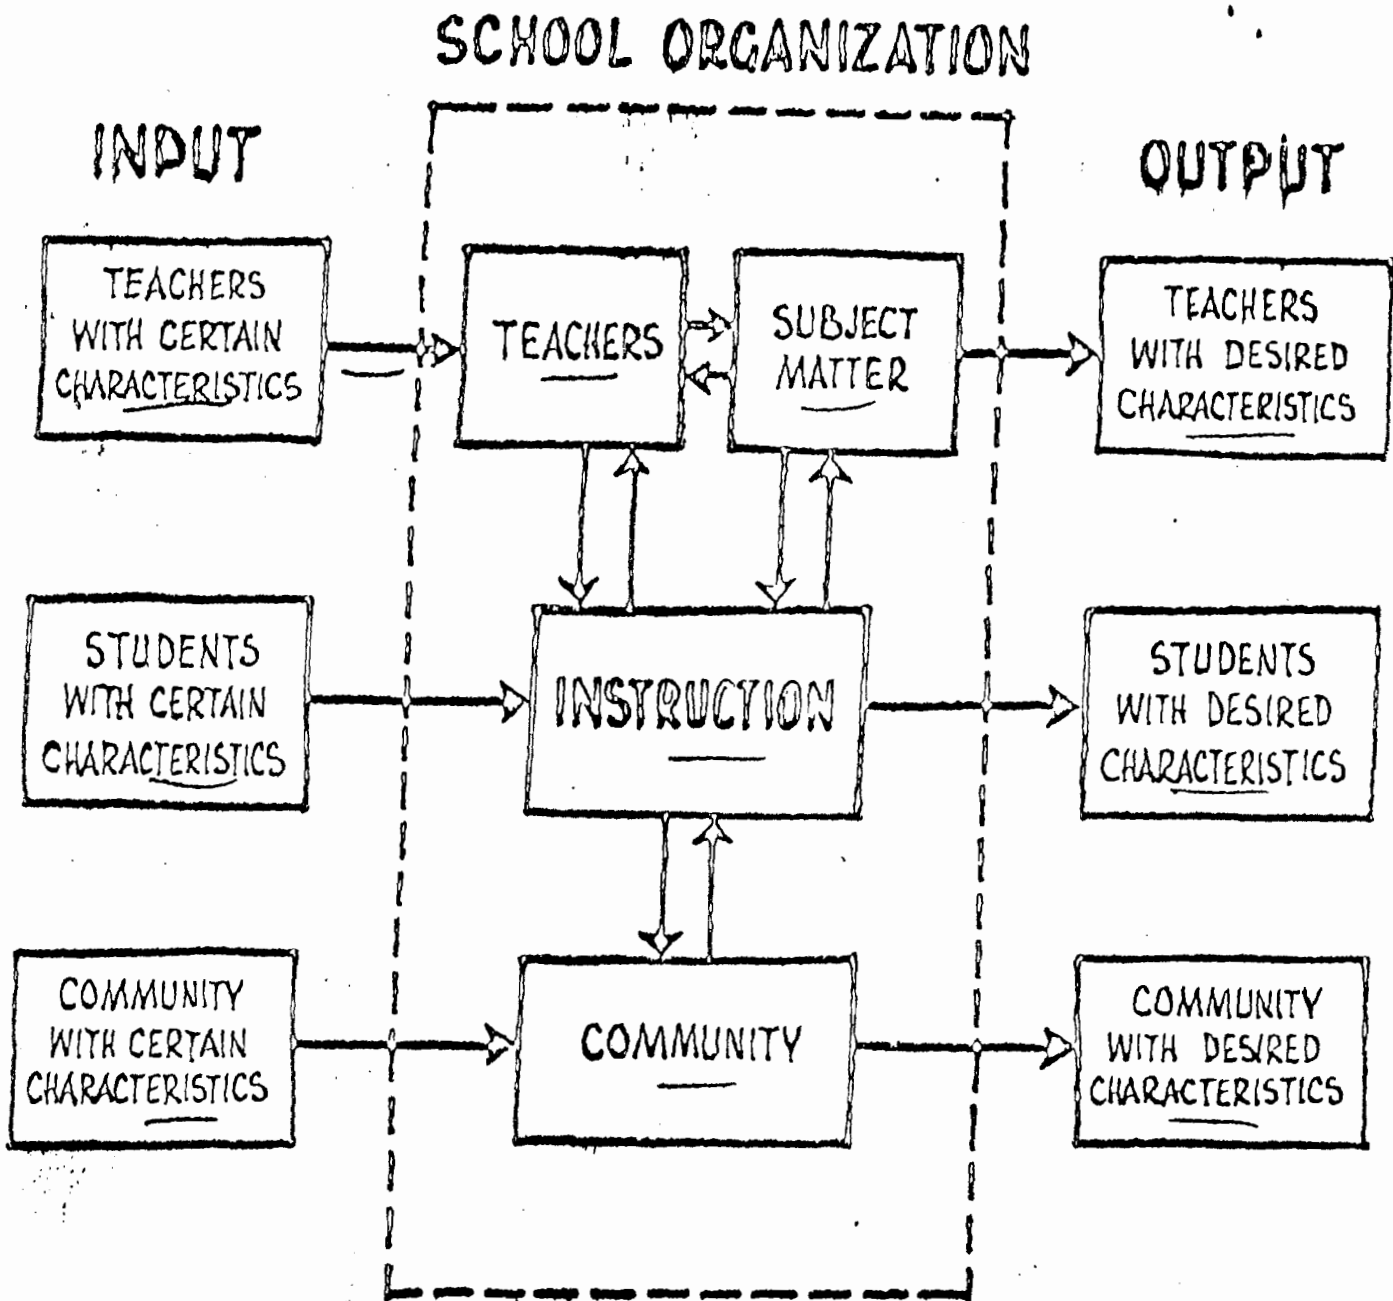 SCHOOL ORGANIZATION
INPUT
OUTPUT
TEACHERS
WITH CERTAIN
CHARACTERISTICS
TEACHERS
SUBJECT
MATTER
TEACHERS
WITH DESIRED
CHARACTERISTICS
STUDENTS
WITH CERTAIN
CHARACTERISTICS
INSTRUCTION
STUDENTS
WITH DESIRED
CHARACTERISTICS
COMMUNITY
WITH CERTAIN
CHARACTERISTICS
COMMUNITY
COMMUNITY
WITH DESIRED
CHARACTERISTICS